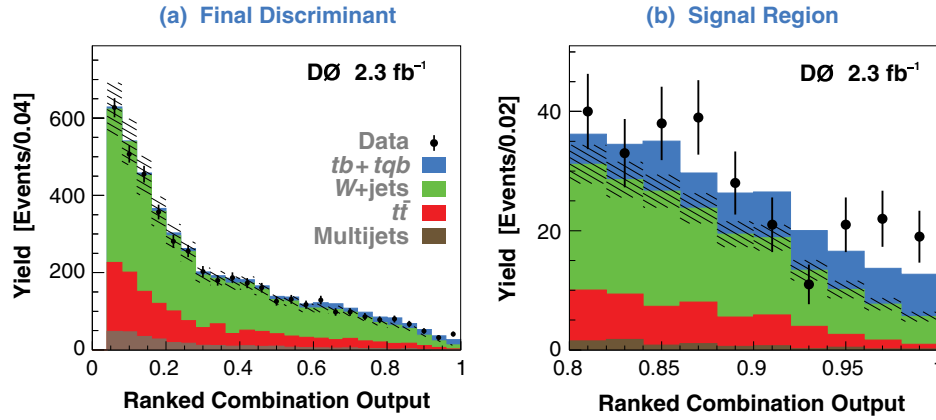 (a) Final Discriminant
DØ 2.3 fb⁻¹
Yield [Events/0.04]
600
400
200
0
Data
tb + tqb
W+jets
tt̄
Multijets
0 0.2 0.4 0.6 0.8 1
Ranked Combination Output
(b) Signal Region
DØ 2.3 fb⁻¹
Yield [Events/0.02]
40
20
0
0.8 0.85 0.9 0.95 1
Ranked Combination Output